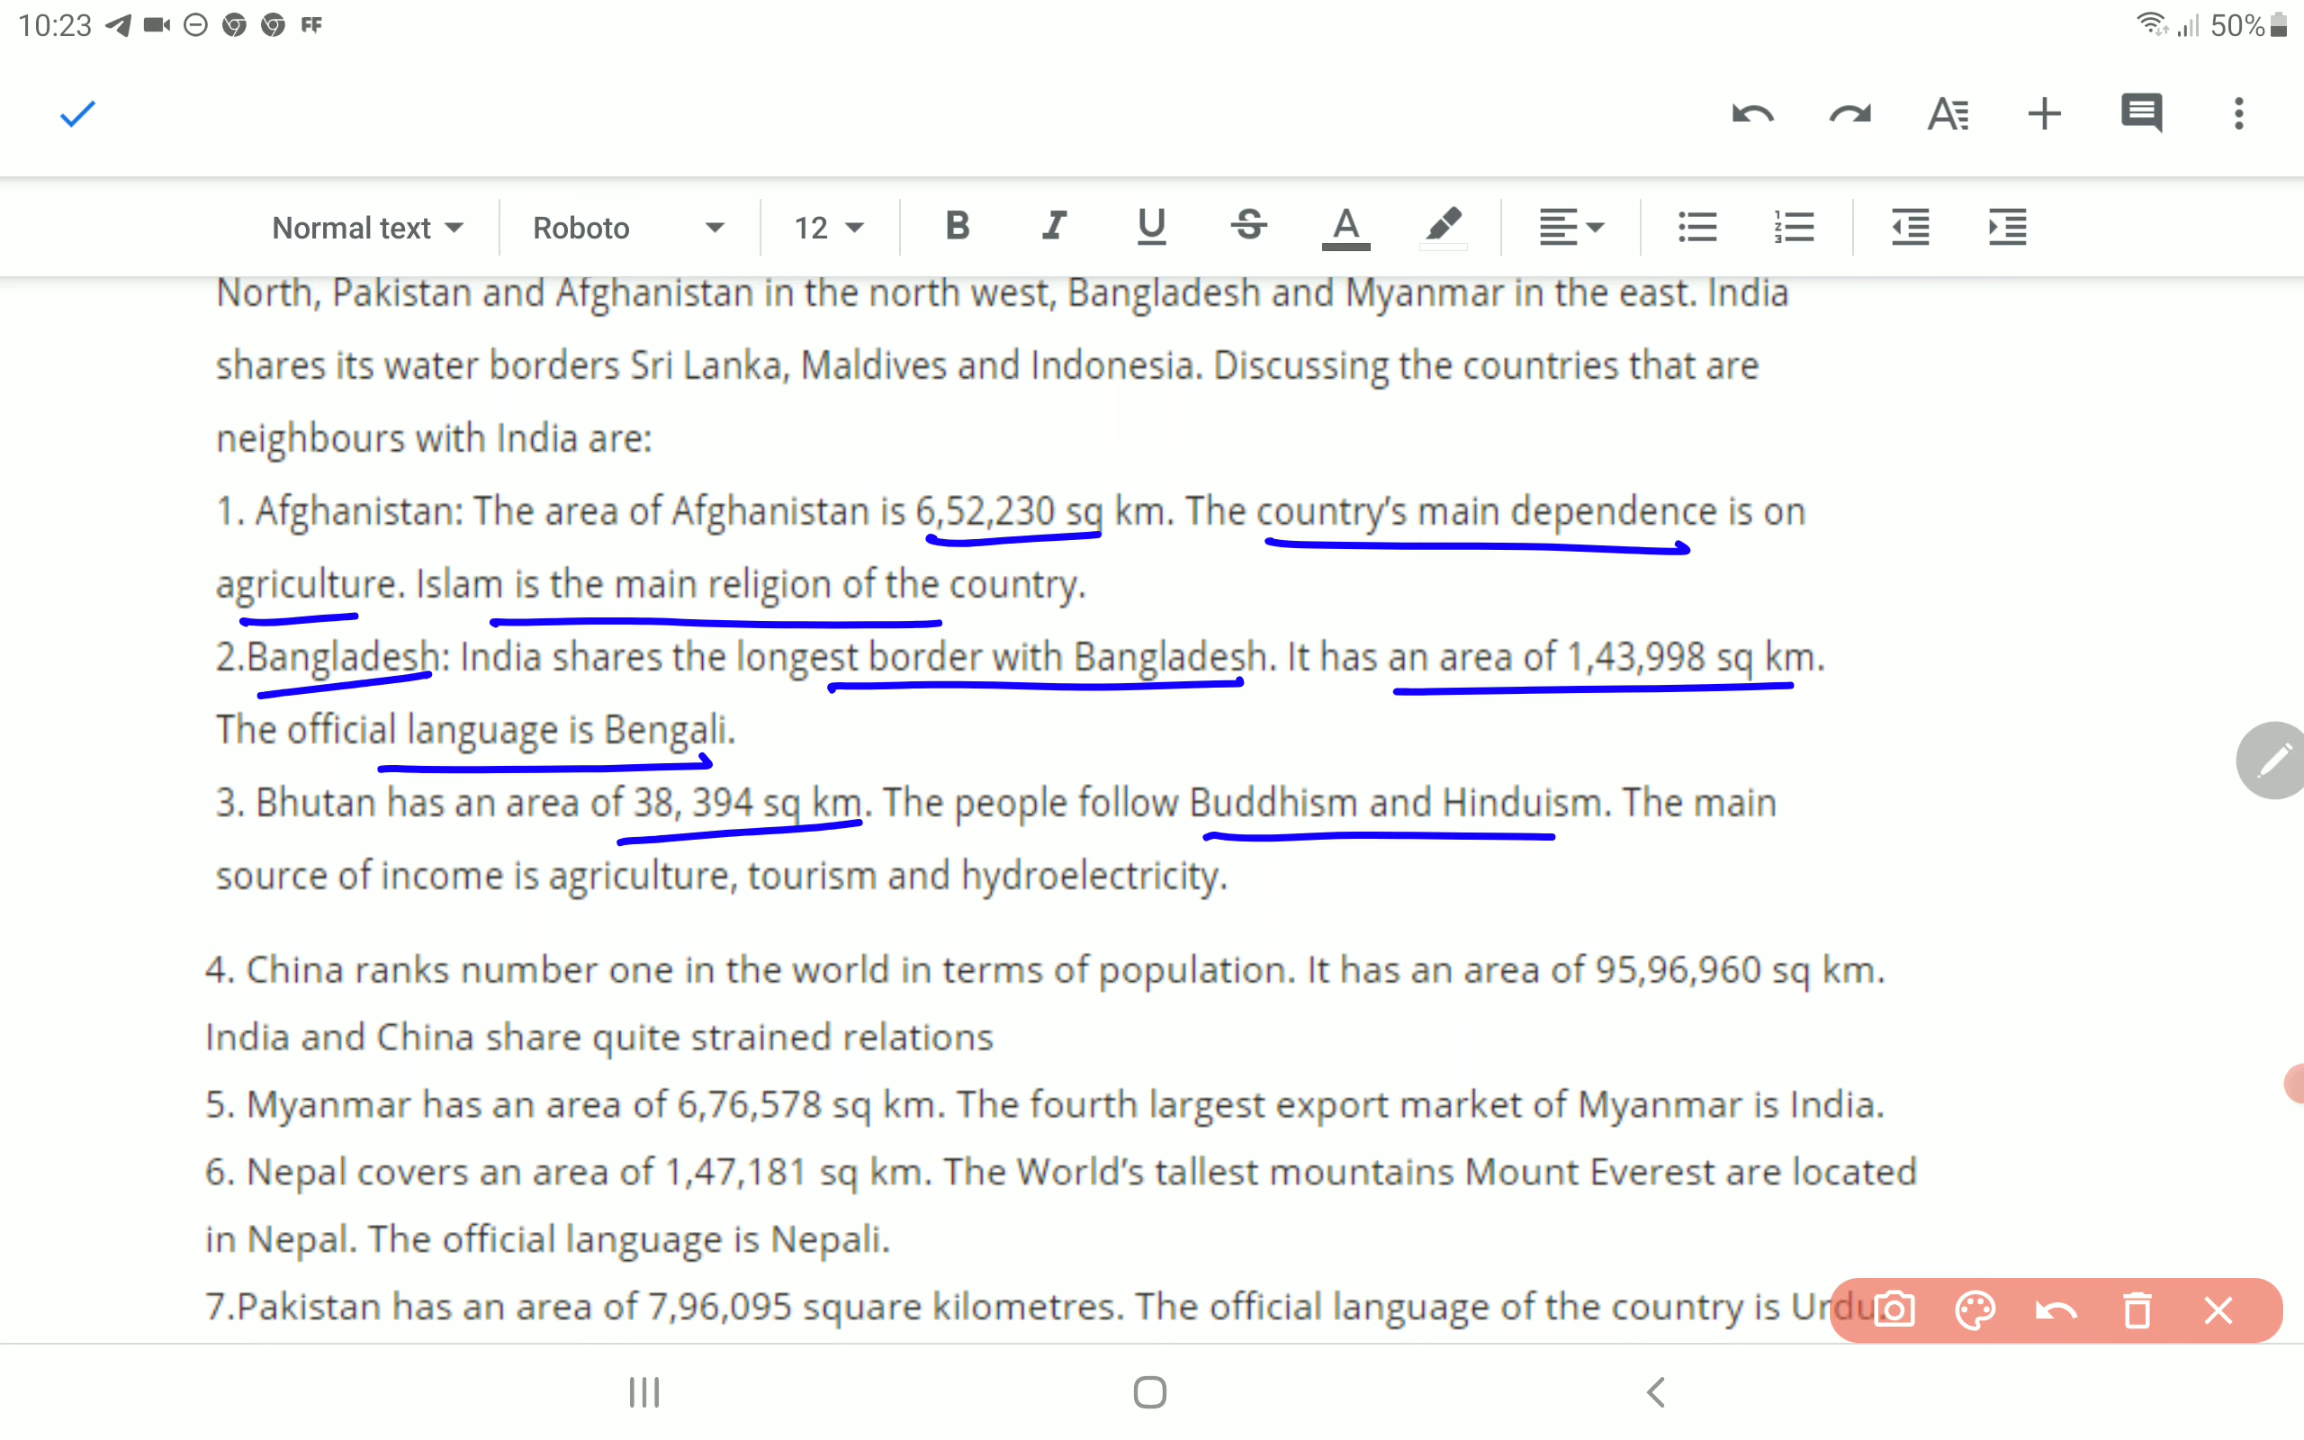 10:23 FF 50%
Normal text Roboto 12 B I U S A
North, Pakistan and Afghanistan in the north west, Bangladesh and Myanmar in the east. India
shares its water borders Sri Lanka, Maldives and Indonesia. Discussing the countries that are
neighbours with India are:
1. Afghanistan: The area of Afghanistan is 6,52,230 sq km. The country's main dependence is on
agriculture. Islam is the main religion of the country.
2.Bangladesh: India shares the longest border with Bangladesh. It has an area of 1,43,998 sq km.
The official language is Bengali.
3. Bhutan has an area of 38, 394 sq km. The people follow Buddhism and Hinduism. The main
source of income is agriculture, tourism and hydroelectricity.
4. China ranks number one in the world in terms of population. It has an area of 95,96,960 sq km.
India and China share quite strained relations
5. Myanmar has an area of 6,76,578 sq km. The fourth largest export market of Myanmar is India.
6. Nepal covers an area of 1,47,181 sq km. The World's tallest mountains Mount Everest are located
in Nepal. The official language is Nepali.
7.Pakistan has an area of 7,96,095 square kilometres. The official language of the country is Urdu.